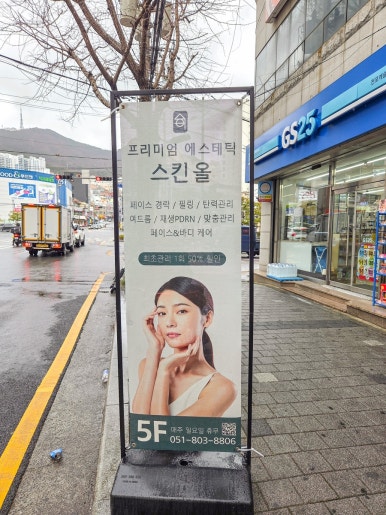 프리미엄 에스테틱
스킨올
페이스 경락 / 필링 / 탄력관리
여드름 / 재생PDRN / 맞춤관리
페이스&바디 케어
최초관리 1회 50% 할인
5F
매주 일요일 휴무
051-803-8806
GS25